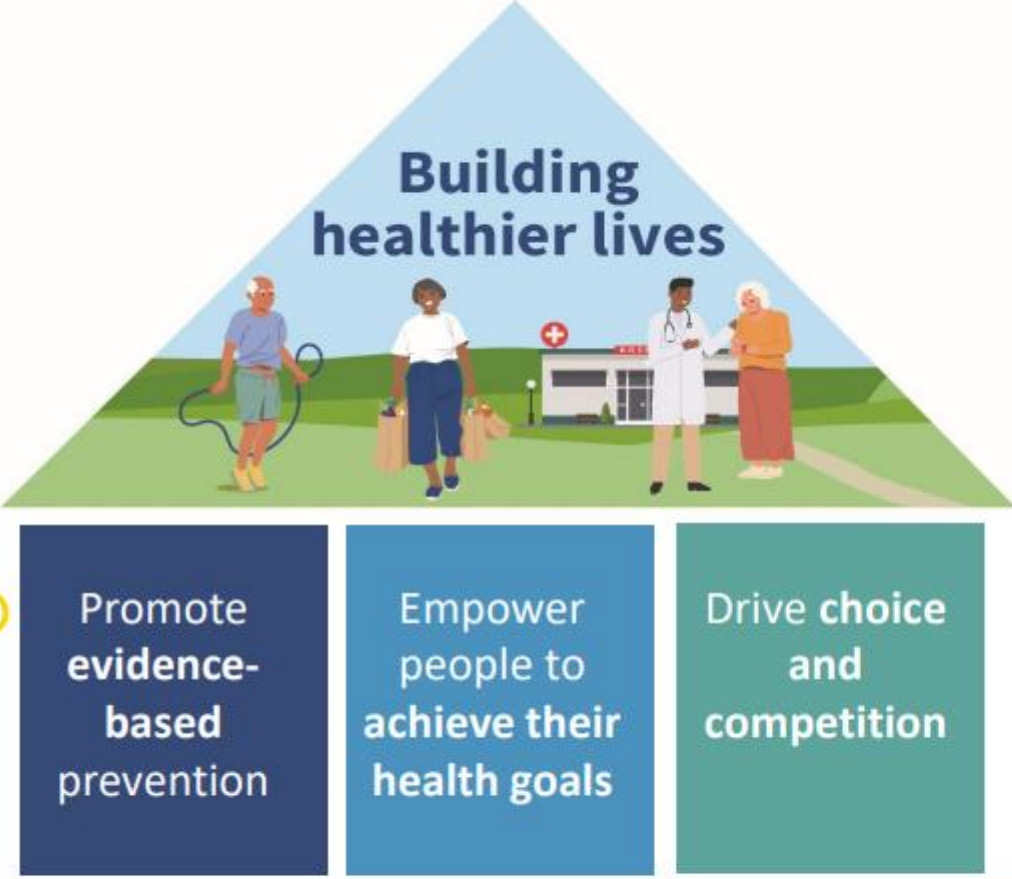 Building
healthier lives
Promote
evidence-
based
prevention
Empower
people to
achieve their
health goals
Drive choice
and
competition